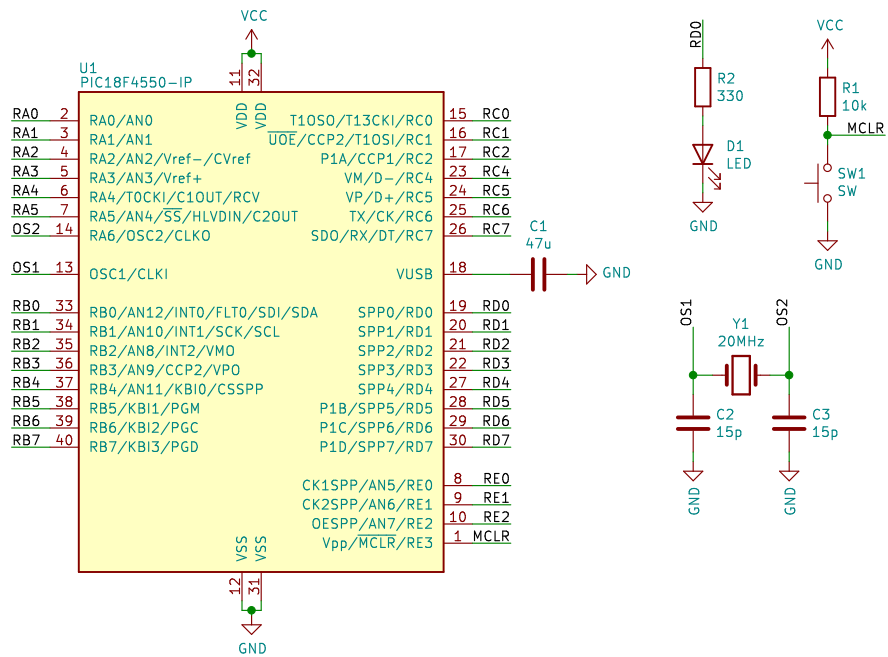 VCC
U1
PIC18F4550-IP
11
32
VDD
VDD
RA0 2 RA0/AN0
RA1 3 RA1/AN1
RA2 4 RA2/AN2/Vref-/CVref
RA3 5 RA3/AN3/Vref+
RA4 6 RA4/T0CKI/C1OUT/RCV
RA5 7 RA5/AN4/SS/HLVDIN/C2OUT
OS2 14 RA6/OSC2/CLKO
OS1 13 OSC1/CLKI
RB0 33 RB0/AN12/INT0/FLT0/SDI/SDA
RB1 34 RB1/AN10/INT1/SCK/SCL
RB2 35 RB2/AN8/INT2/VMO
RB3 36 RB3/AN9/CCP2/VPO
RB4 37 RB4/AN11/KBI0/CSSPP
RB5 38 RB5/KBI1/PGM
RB6 39 RB6/KBI2/PGC
RB7 40 RB7/KBI3/PGD
T1OSO/T13CKI/RC0 15 RC0
UOE/CCP2/T1OSI/RC1 16 RC1
P1A/CCP1/RC2 17 RC2
VM/D-/RC4 23 RC4
VP/D+/RC5 24 RC5
TX/CK/RC6 25 RC6
SDO/RX/DT/RC7 26 RC7
VUSB 18
C1
47u
GND
SPP0/RD0 19 RD0
SPP1/RD1 20 RD1
SPP2/RD2 21 RD2
SPP3/RD3 22 RD3
SPP4/RD4 27 RD4
P1B/SPP5/RD5 28 RD5
P1C/SPP6/RD6 29 RD6
P1D/SPP7/RD7 30 RD7
CK1SPP/AN5/RE0 8 RE0
CK2SPP/AN6/RE1 9 RE1
OESPP/AN7/RE2 10 RE2
Vpp/MCLR/RE3 1 MCLR
VSS
VSS
12
31
GND
RD0
R2
330
D1
LED
GND
VCC
R1
10k
MCLR
SW1
SW
GND
OS1
OS2
Y1
20MHz
C2
15p
C3
15p
GND
GND